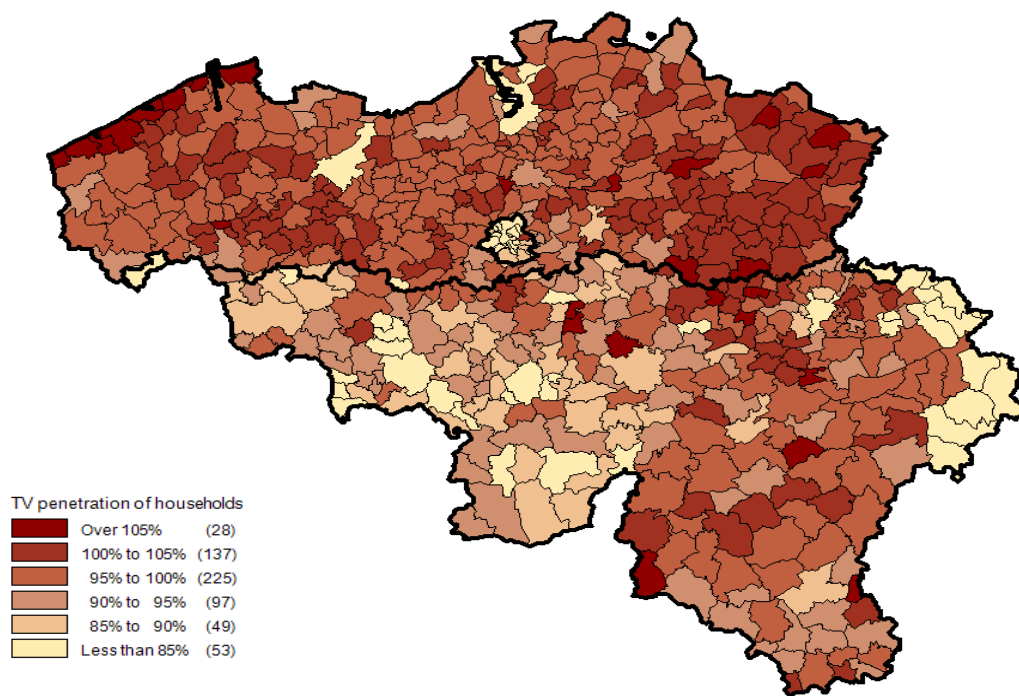 TV penetration of households
Over 105% (28)
100% to 105% (137)
95% to 100% (225)
90% to 95% (97)
85% to 90% (49)
Less than 85% (53)